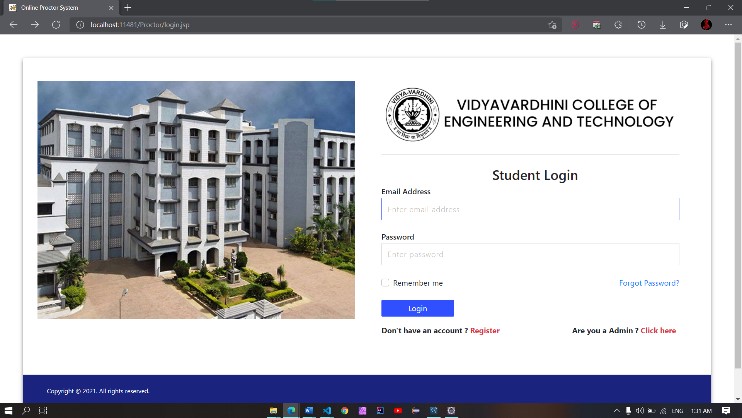 Online Proctor System
localhost:31481/Proctor/login.jsp
VIDYAVARDHINI COLLEGE OF
ENGINEERING AND TECHNOLOGY
Student Login
Email Address
Enter email address
Password
Enter password
Remember me
Forgot Password?
Login
Don't have an account ? Register
Are you a Admin ? Click here
Copyright © 2021. All rights reserved.
ENG
1:31 AM